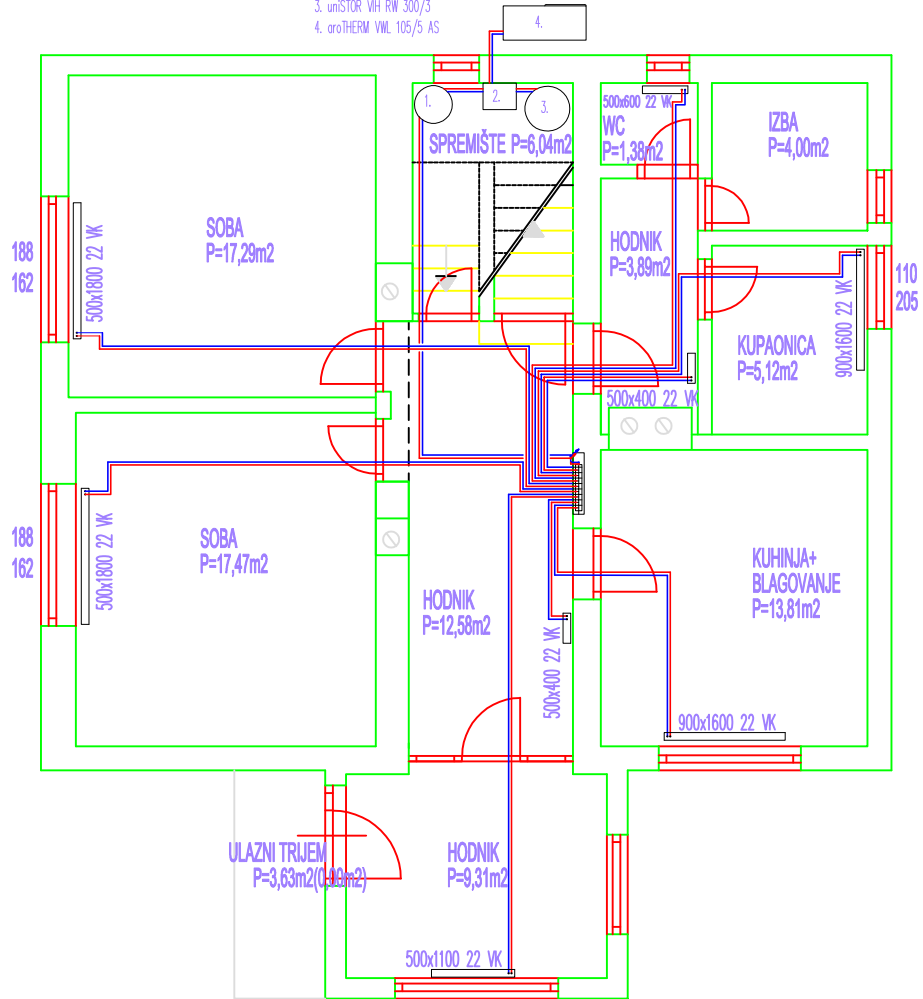 3. uniSTOR VIH RW 300/3
4. aroTHERM VWL 105/5 AS
4.
1.
2.
3.
SPREMIŠTE P=6,04m2
500x600 22 VK
WC
P=1,38m2
IZBA
P=4,00m2
SOBA
P=17,29m2
188
162
500x1800 22 VK
HODNIK
P=3,89m2
110
205
900x1600 22 VK
KUPAONICA
P=5,12m2
500x400 22 VK
SOBA
P=17,47m2
188
162
500x1800 22 VK
HODNIK
P=12,58m2
500x400 22 VK
KUHINJA+
BLAGOVANJE
P=13,81m2
900x1600 22 VK
ULAZNI TRIJEM
P=3,63m2(0,00m2)
HODNIK
P=9,31m2
500x1100 22 VK